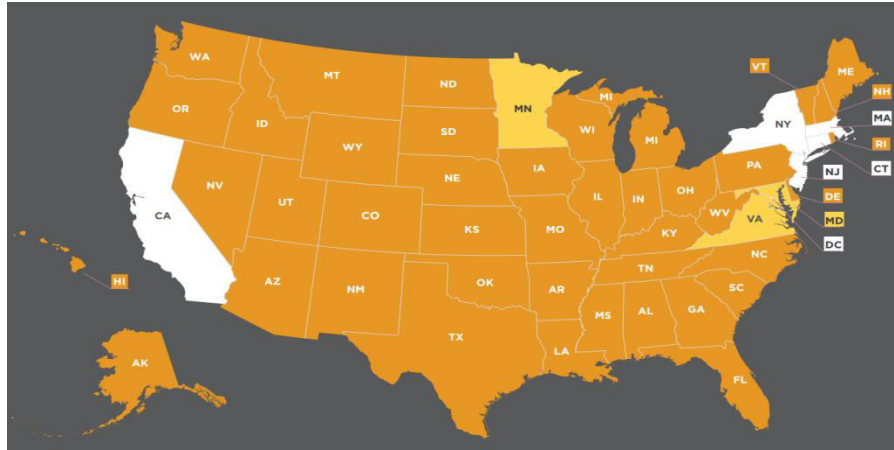 WA
MT
ND
MN
VT
ME
NH
MA
RI
CT
NJ
DE
MD
DC
OR
ID
SD
WI
MI
MI
NY
WY
IA
PA
NE
NV
UT
CO
IL
IN
OH
WV
VA
CA
KS
MO
KY
NC
TN
AZ
NM
OK
AR
SC
HI
MS
AL
GA
TX
LA
AK
FL